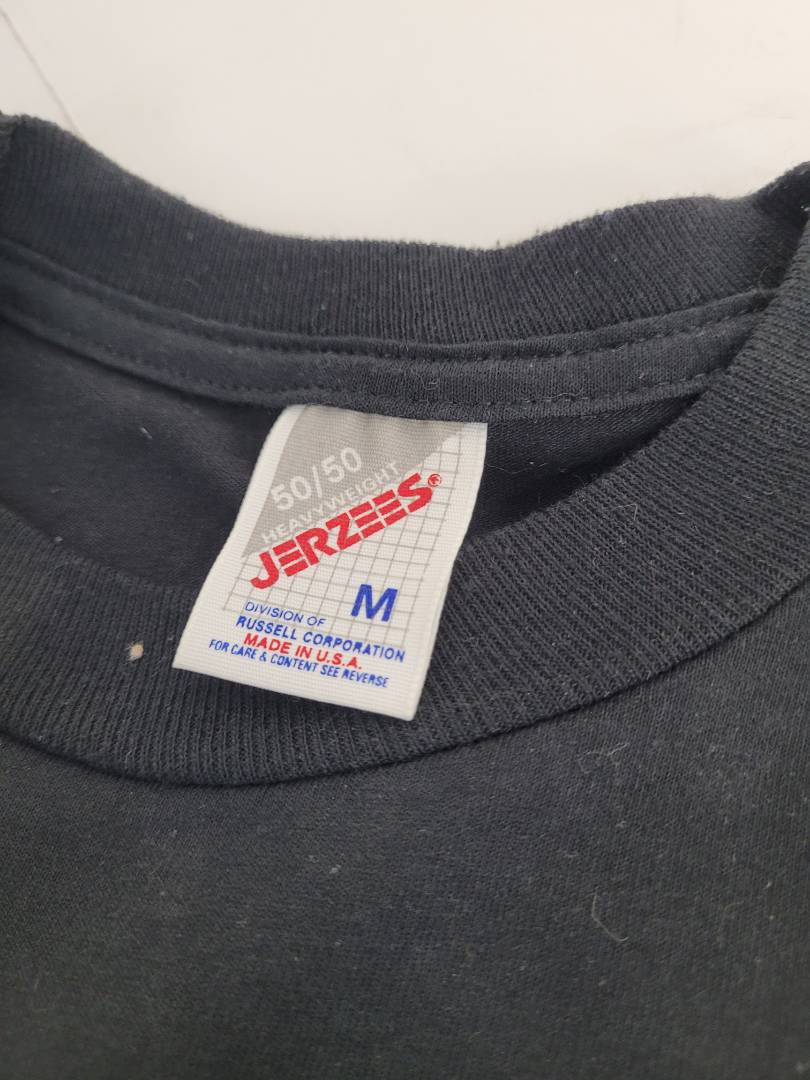 50/50
HEAVYWEIGHT
JERZEES®
M
DIVISION OF
RUSSELL CORPORATION
MADE IN U.S.A.
FOR CARE & CONTENT SEE REVERSE